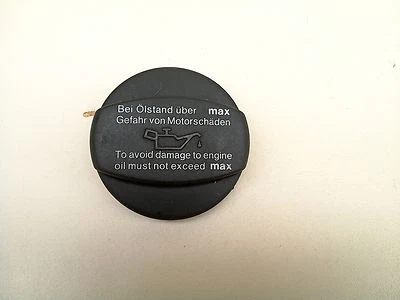 Bei Ölstand über max
Gefahr von Motorschäden
To avoid damage to engine
oil must not exceed max